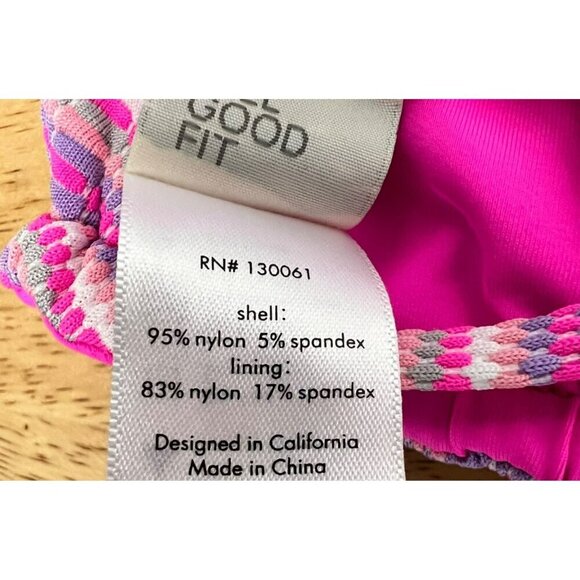 GOOD
FIT
RN# 130061
shell:
95% nylon 5% spandex
lining:
83% nylon 17% spandex
Designed in California
Made in China